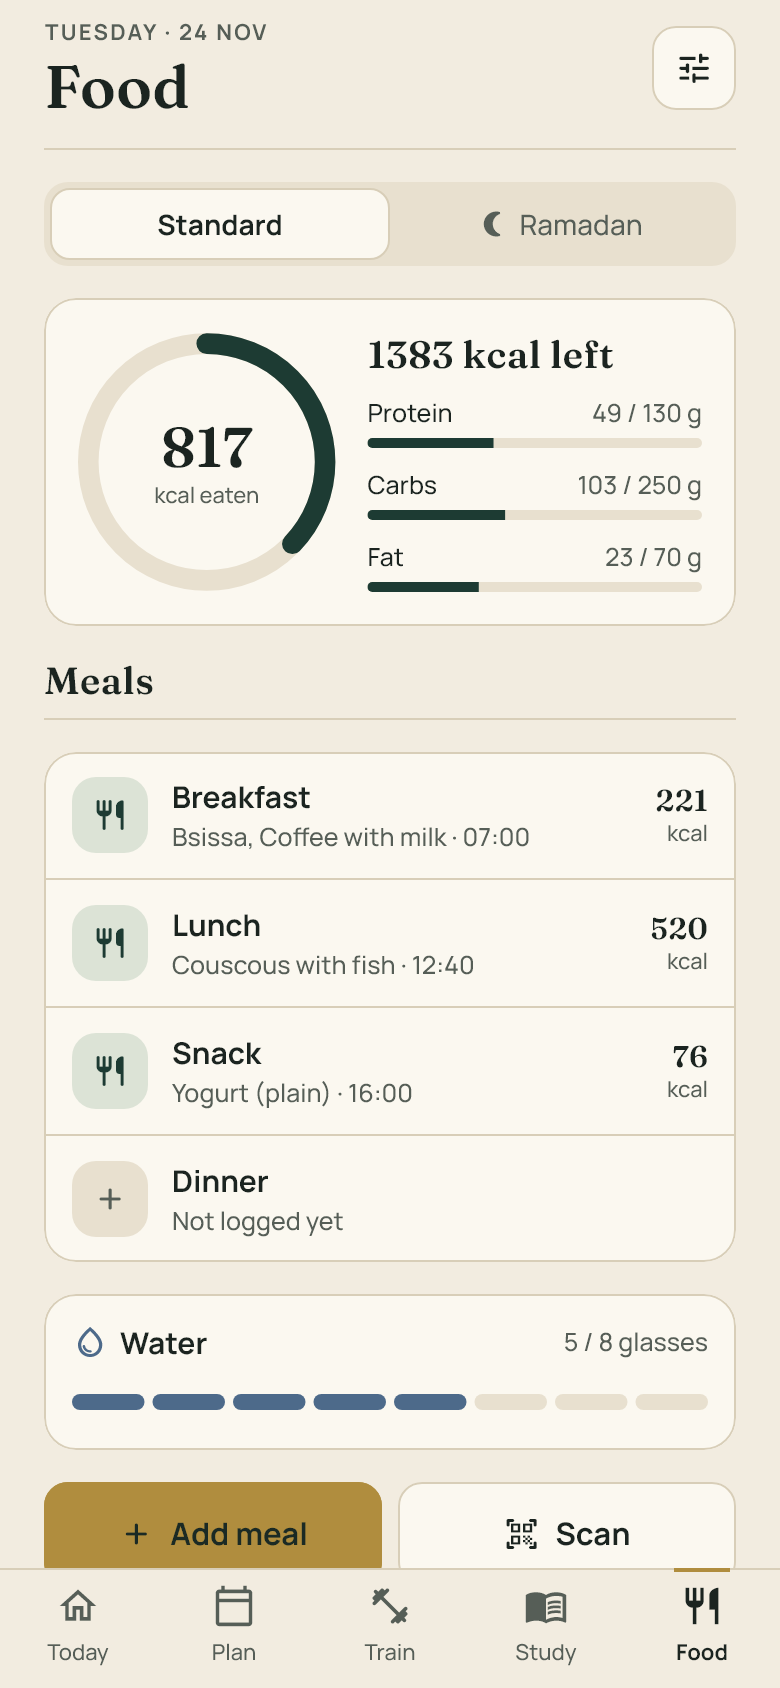 TUESDAY · 24 NOV
Food
Standard
Ramadan
817
kcal eaten
1383 kcal left
Protein 49 / 130 g
Carbs 103 / 250 g
Fat 23 / 70 g
Meals
Breakfast 221
Bsissa, Coffee with milk · 07:00 kcal
Lunch 520
Couscous with fish · 12:40 kcal
Snack 76
Yogurt (plain) · 16:00 kcal
Dinner
Not logged yet
Water 5 / 8 glasses
+ Add meal
Scan
Today Plan Train Study Food